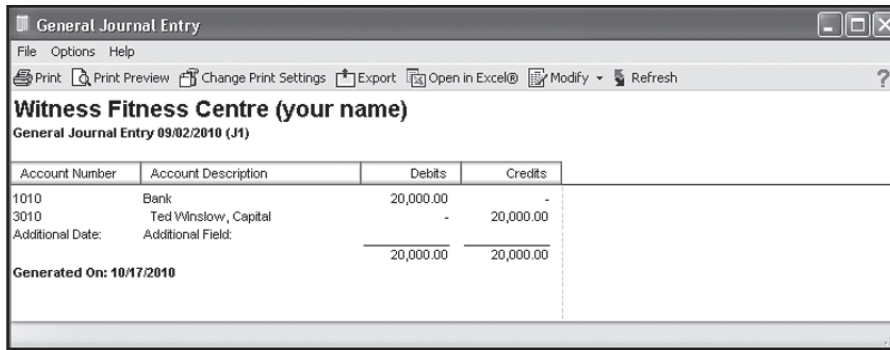 General Journal Entry
File Options Help
Print Print Preview Change Print Settings Export Open in Excel® Modify Refresh ?
Witness Fitness Centre (your name)
General Journal Entry 09/02/2010 (J1)
Account Number Account Description Debits Credits
1010 Bank 20,000.00 -
3010 Ted Winslow, Capital - 20,000.00
Additional Date: Additional Field:
20,000.00 20,000.00
Generated On: 10/17/2010